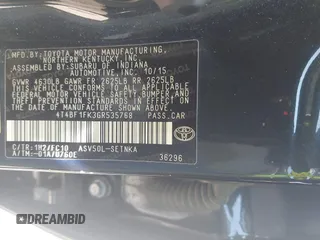 MFD. BY: TOYOTA MOTOR MANUFACTURING,
NORTHERN KENTUCKY, INC.
BY: SUBARU OF INDIANA
AUTOMOTIVE, INC. 10/15
GVWR 4630LB GAWR FR 2625LB RR 2625LB
THIS VEHICLE CONFORMS TO ALL APPLICABLE
FEDERAL MOTOR VEHICLE SAFETY, BUMPER, AND
THEFT PREVENTION STANDARDS IN EFFECT ON
THE DATE OF MANUFACTURE SHOWN ABOVE.
4T4BF1FK3GR535768 PASS.CAR
C/TR: 1H2/FC10 ASV50L-SETNKA
A/TM: -01A/U760E
36296
TOYOTA